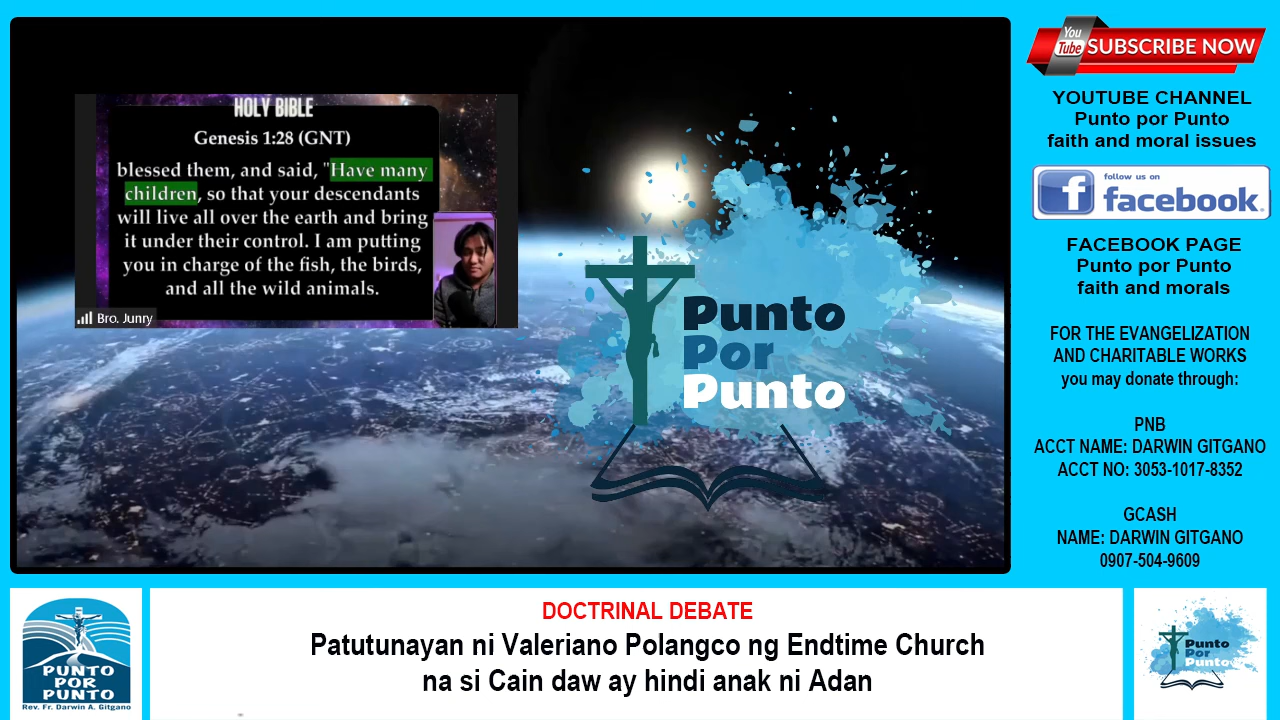 HOLY BIBLE
Genesis 1:28 (GNT)
blessed them, and said, "Have many
children, so that your descendants
will live all over the earth and bring
it under their control. I am putting
you in charge of the fish, the birds,
and all the wild animals.
Bro. Junry
Punto
Por
Punto
You
Tube
SUBSCRIBE NOW
YOUTUBE CHANNEL
Punto por Punto
faith and moral issues
follow us on
facebook.
FACEBOOK PAGE
Punto por Punto
faith and morals
FOR THE EVANGELIZATION
AND CHARITABLE WORKS
you may donate through:
PNB
ACCT NAME: DARWIN GITGANO
ACCT NO: 3053-1017-8352
GCASH
NAME: DARWIN GITGANO
0907-504-9609
PUNTO
POR
PUNTO
Rev. Fr. Darwin A. Gitgano
DOCTRINAL DEBATE
Patutunayan ni Valeriano Polangco ng Endtime Church
na si Cain daw ay hindi anak ni Adan
Punto
Por
Punto